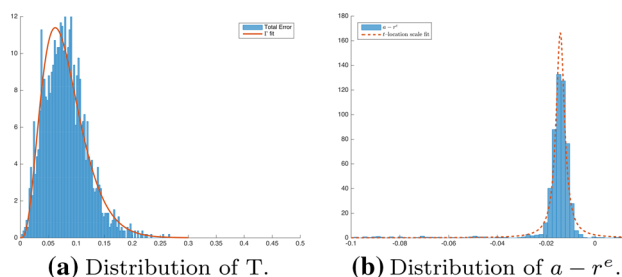 12
10
8
6
4
2
0
0 0.05 0.1 0.15 0.2 0.25 0.3 0.35 0.4 0.45 0.5
Total Error
Γ fit
(a) Distribution of T.
180
160
140
120
100
80
60
40
20
0
-0.1 -0.08 -0.06 -0.04 -0.02 0
a − r^e
t-location scale fit
(b) Distribution of a − r^e.